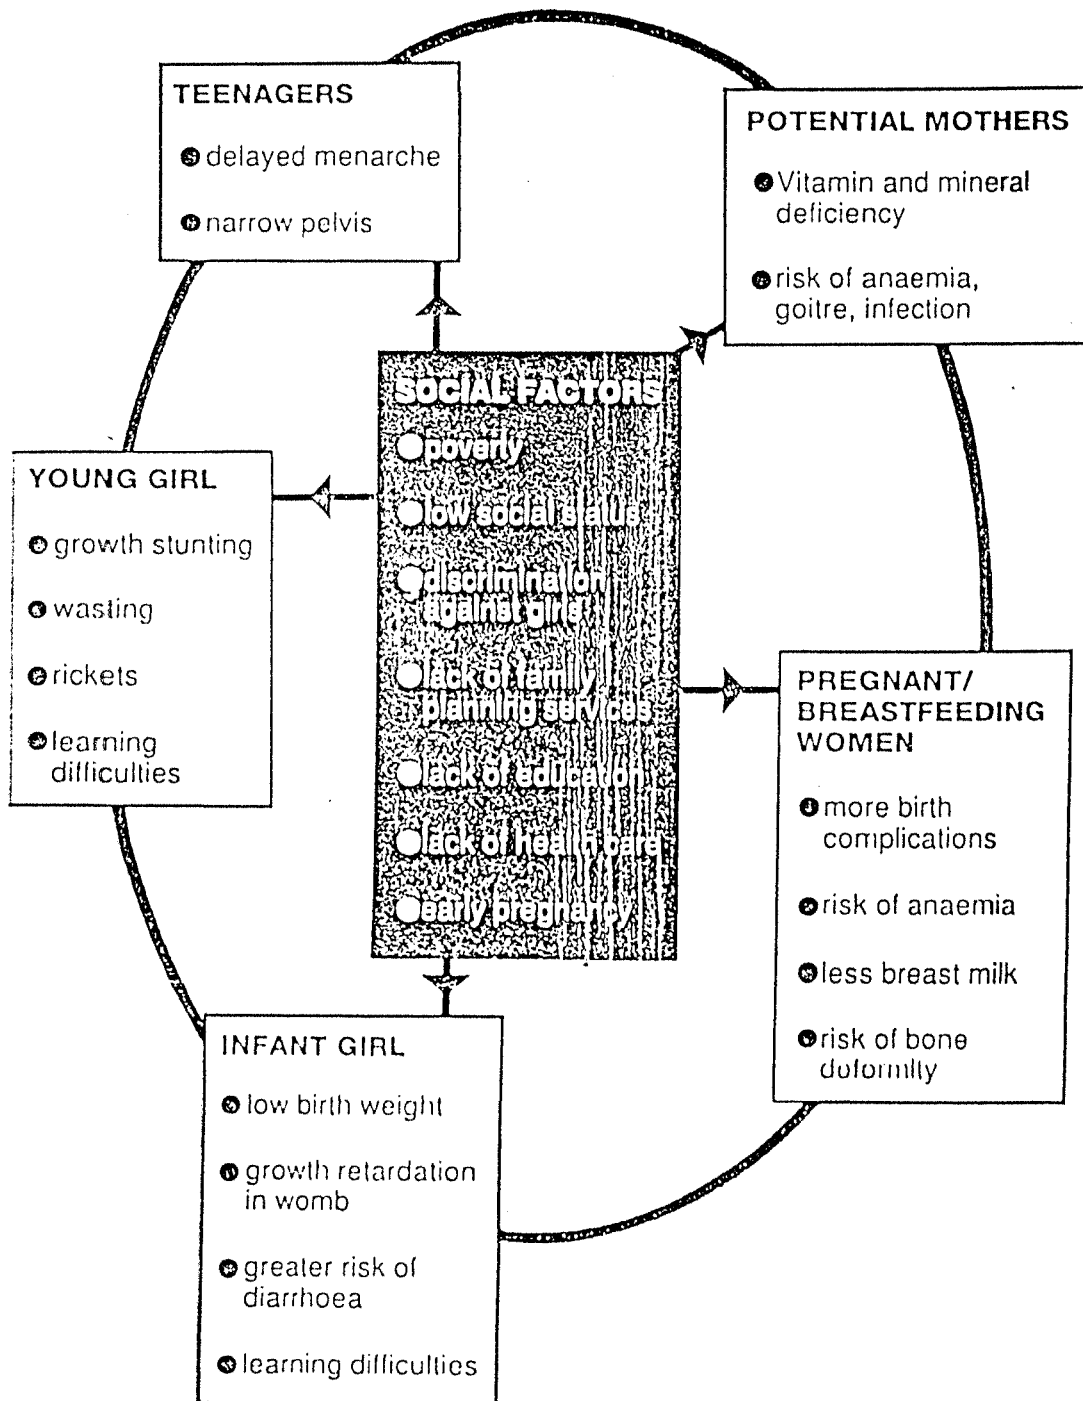 TEENAGERS
delayed menarche
narrow pelvis
POTENTIAL MOTHERS
Vitamin and mineral
deficiency
risk of anaemia,
goitre, infection
SOCIAL FACTORS
poverty
low social status
discrimination
against girls
lack of family
planning services
lack of education
lack of health care
early pregnancy
YOUNG GIRL
growth stunting
wasting
rickets
learning
difficulties
PREGNANT/
BREASTFEEDING
WOMEN
more birth
complications
risk of anaemia
less breast milk
risk of bone
deformity
INFANT GIRL
low birth weight
growth retardation
in womb
greater risk of
diarrhoea
learning difficulties